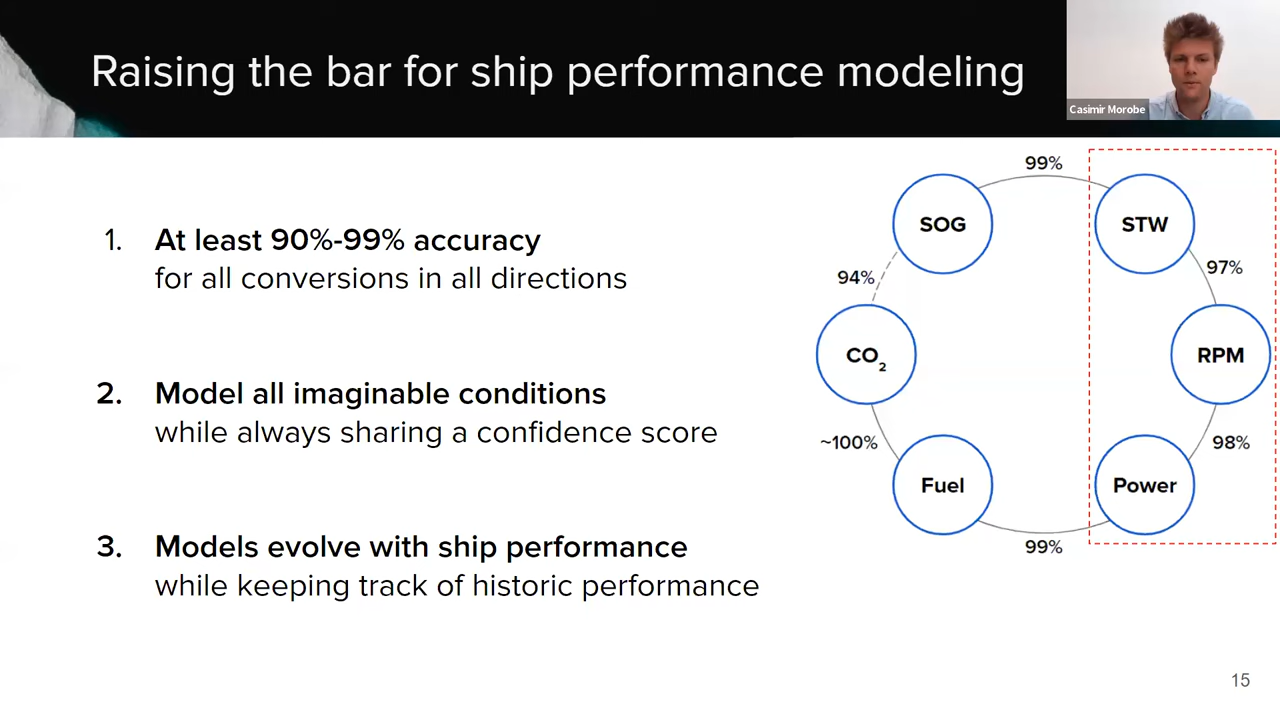 Raising the bar for ship performance modeling
Casimir Morobe
1. At least 90%-99% accuracy
for all conversions in all directions
2. Model all imaginable conditions
while always sharing a confidence score
3. Models evolve with ship performance
while keeping track of historic performance
99%
SOG
STW
94%
97%
CO₂
RPM
~100%
98%
Fuel
Power
99%
15